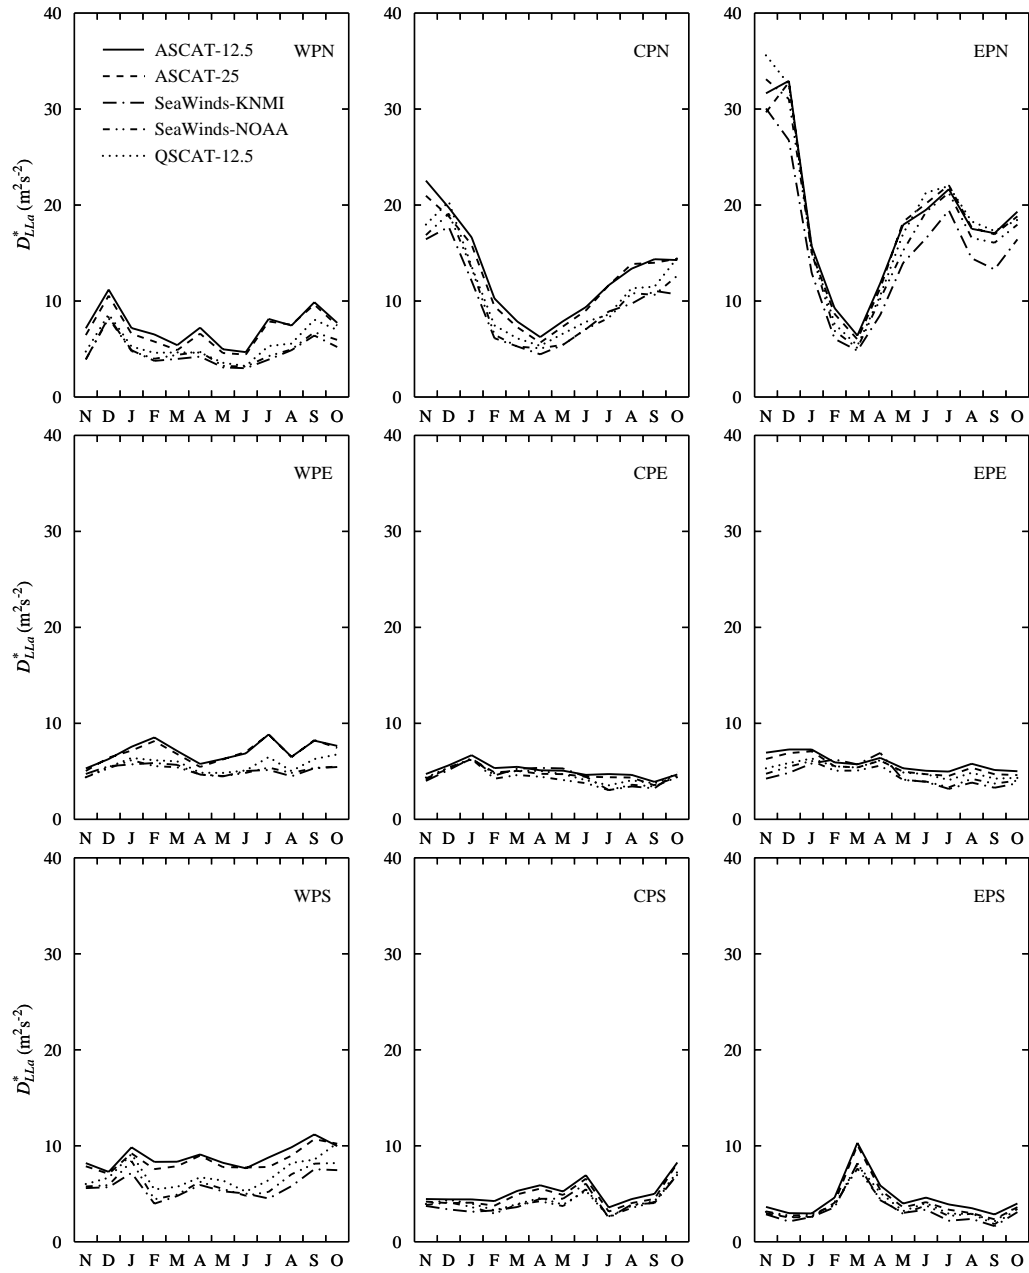 40
30
20
10
0
D*LLa (m2s-2)
WPN
ASCAT-12.5
ASCAT-25
SeaWinds-KNMI
SeaWinds-NOAA
QSCAT-12.5
N D J F M A M J J A S O
40
30
20
10
0
CPN
N D J F M A M J J A S O
40
30
20
10
0
EPN
N D J F M A M J J A S O
40
30
20
10
0
D*LLa (m2s-2)
WPE
N D J F M A M J J A S O
40
30
20
10
0
CPE
N D J F M A M J J A S O
40
30
20
10
0
EPE
N D J F M A M J J A S O
40
30
20
10
0
D*LLa (m2s-2)
WPS
N D J F M A M J J A S O
40
30
20
10
0
CPS
N D J F M A M J J A S O
40
30
20
10
0
EPS
N D J F M A M J J A S O